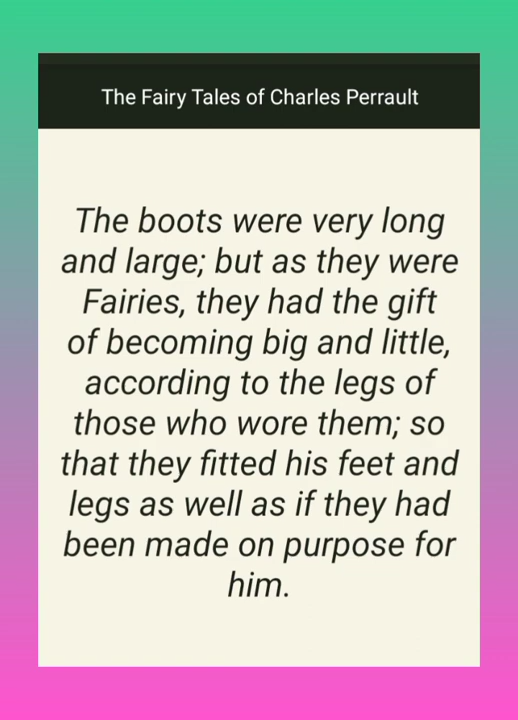 The Fairy Tales of Charles Perrault
The boots were very long
and large; but as they were
Fairies, they had the gift
of becoming big and little,
according to the legs of
those who wore them; so
that they fitted his feet and
legs as well as if they had
been made on purpose for
him.